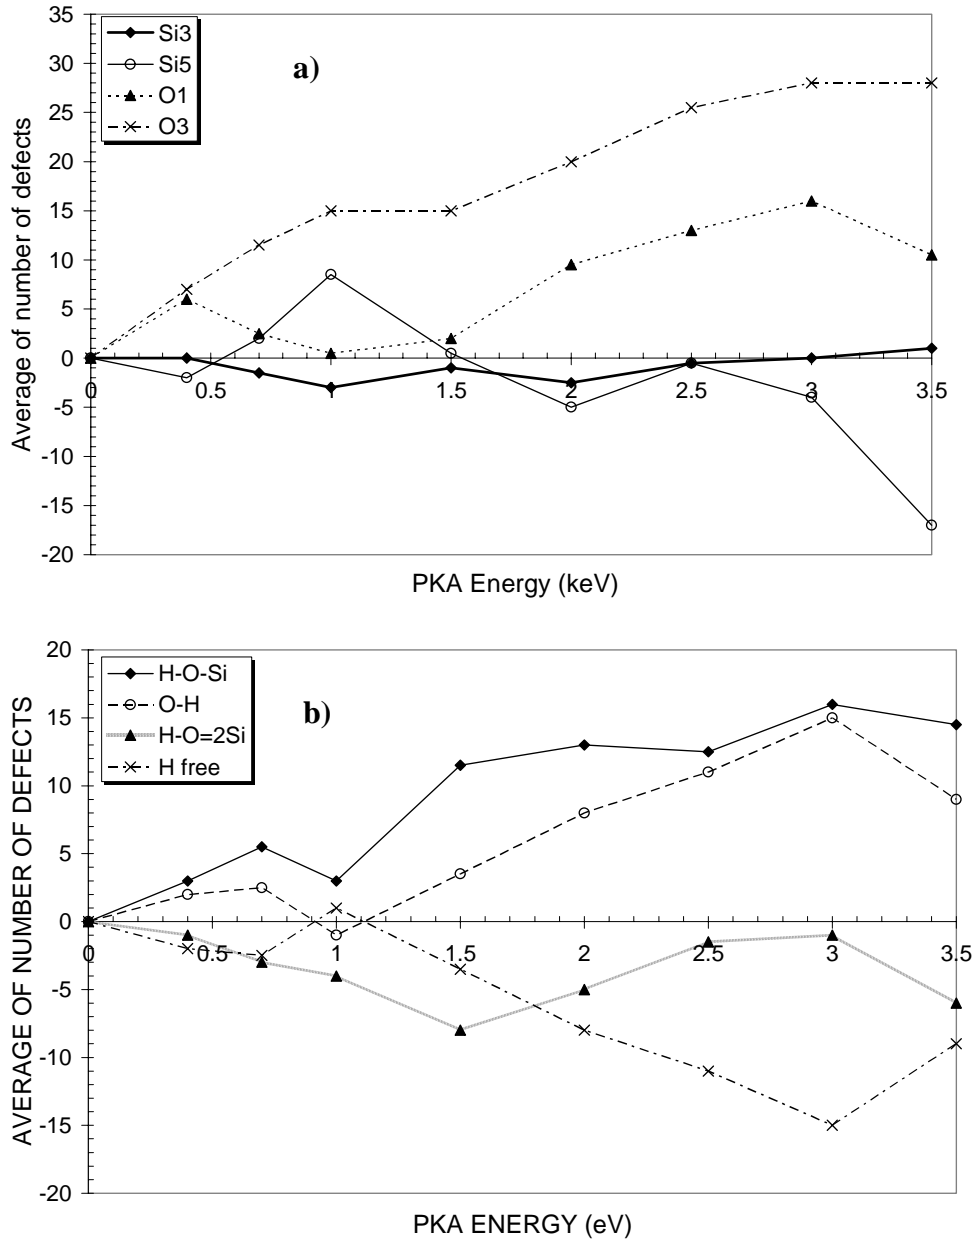 35
30
25
20
15
10
5
0
-5
-10
-15
-20
Average of number of defects
Si3
Si5
O1
O3
a)
0 0.5 1 1.5 2 2.5 3 3.5
PKA Energy (keV)
20
15
10
5
0
-5
-10
-15
-20
AVERAGE OF NUMBER OF DEFECTS
H-O-Si
O-H
H-O=2Si
H free
b)
0 0.5 1 1.5 2 2.5 3 3.5
PKA ENERGY (eV)